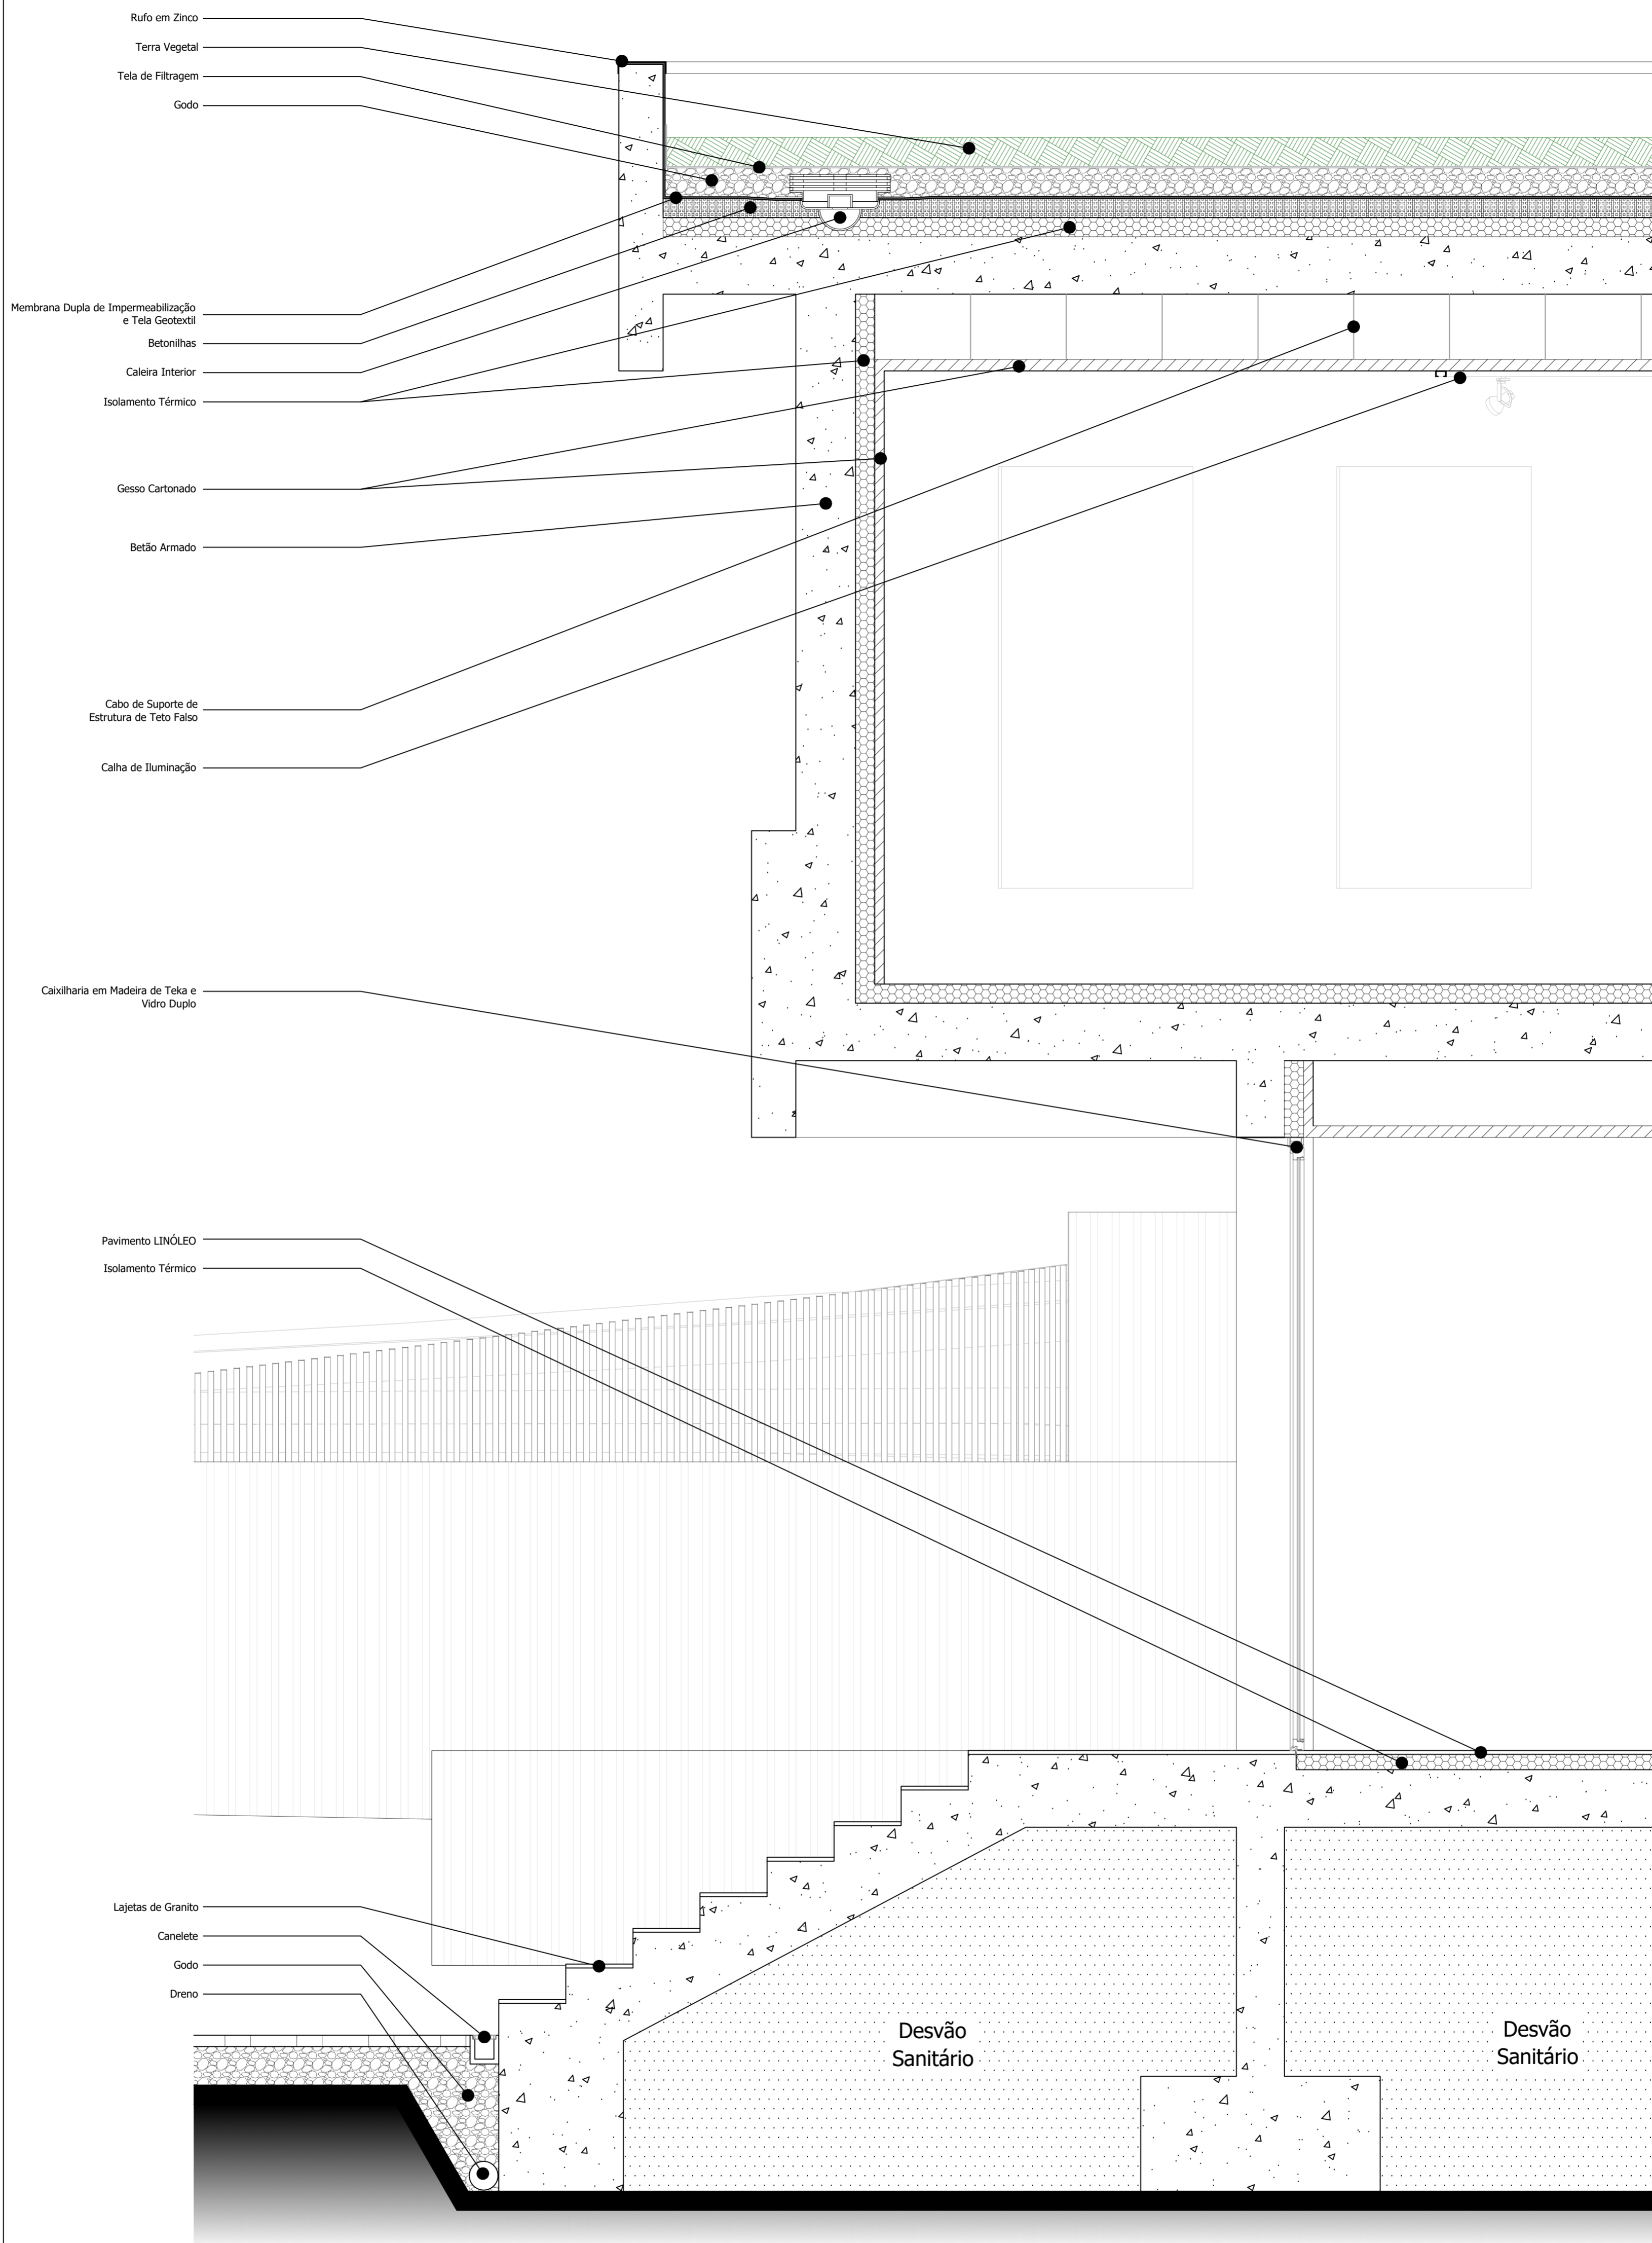 Rufo em Zinco
Terra Vegetal
Tela de Filtragem
Godo
Membrana Dupla de Impermeabilização
e Tela Geotextil
Betonilhas
Caleira Interior
Isolamento Térmico
Gesso Cartonado
Betão Armado
Cabo de Suporte de
Estrutura de Teto Falso
Calha de Iluminação
Caixilharia em Madeira de Teka e
Vidro Duplo
Pavimento LINÓLEO
Isolamento Térmico
Lajetas de Granito
Canelete
Godo
Dreno
Desvão
Sanitário
Desvão
Sanitário